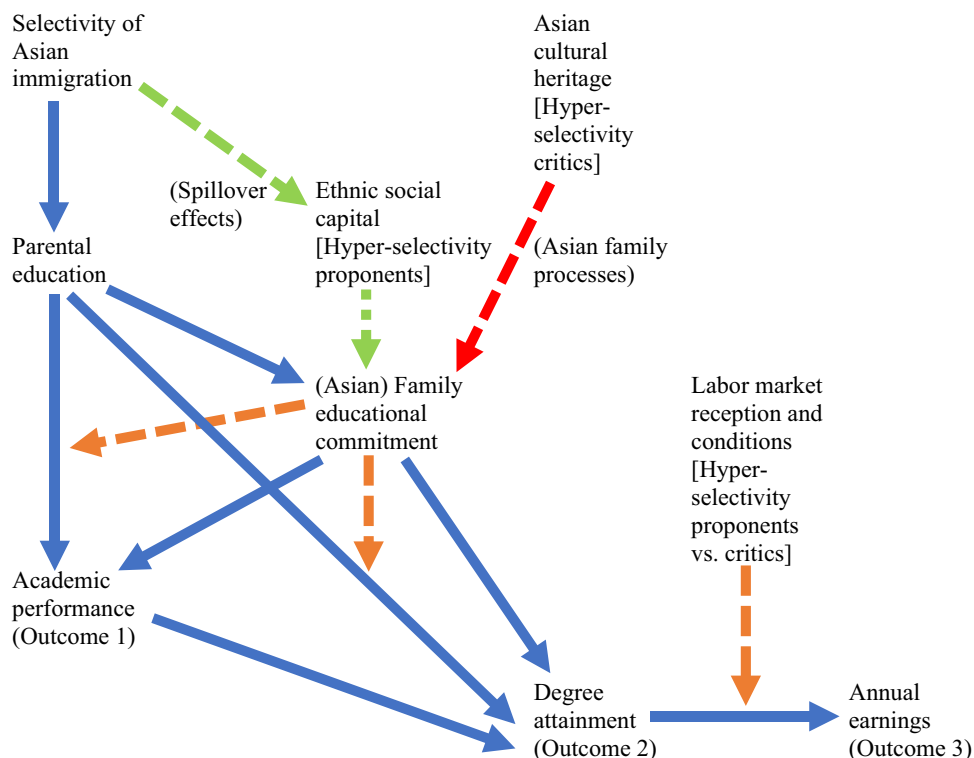 Selectivity of
Asian
immigration
Asian
cultural
heritage
[Hyper-
selectivity
critics]
(Spillover
effects)
Ethnic social
capital
[Hyper-selectivity
proponents]
(Asian family
processes)
Parental
education
(Asian) Family
educational
commitment
Labor market
reception and
conditions
[Hyper-
selectivity
proponents
vs. critics]
Academic
performance
(Outcome 1)
Degree
attainment
(Outcome 2)
Annual
earnings
(Outcome 3)